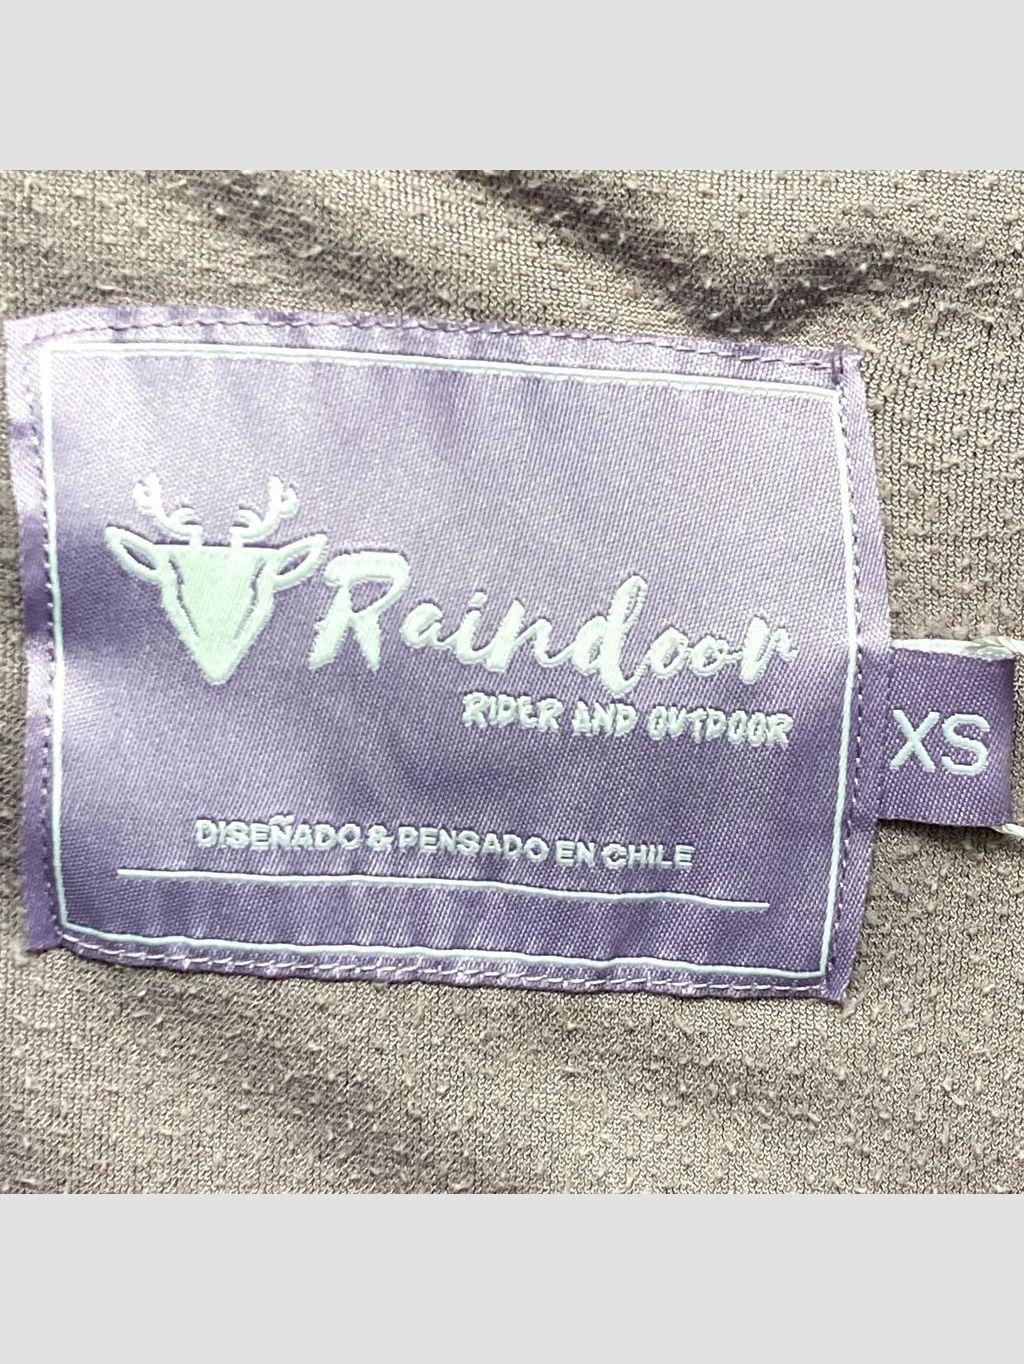 Raindoor
RIDER AND OUTDOOR
XS
DISEÑADO & PENSADO EN CHILE